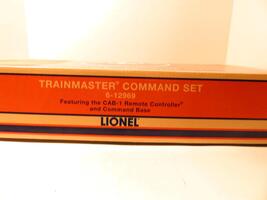 TRAINMASTER® COMMAND SET
6-12969
Featuring the CAB-1 Remote Controller®
and Command Base
LIONEL